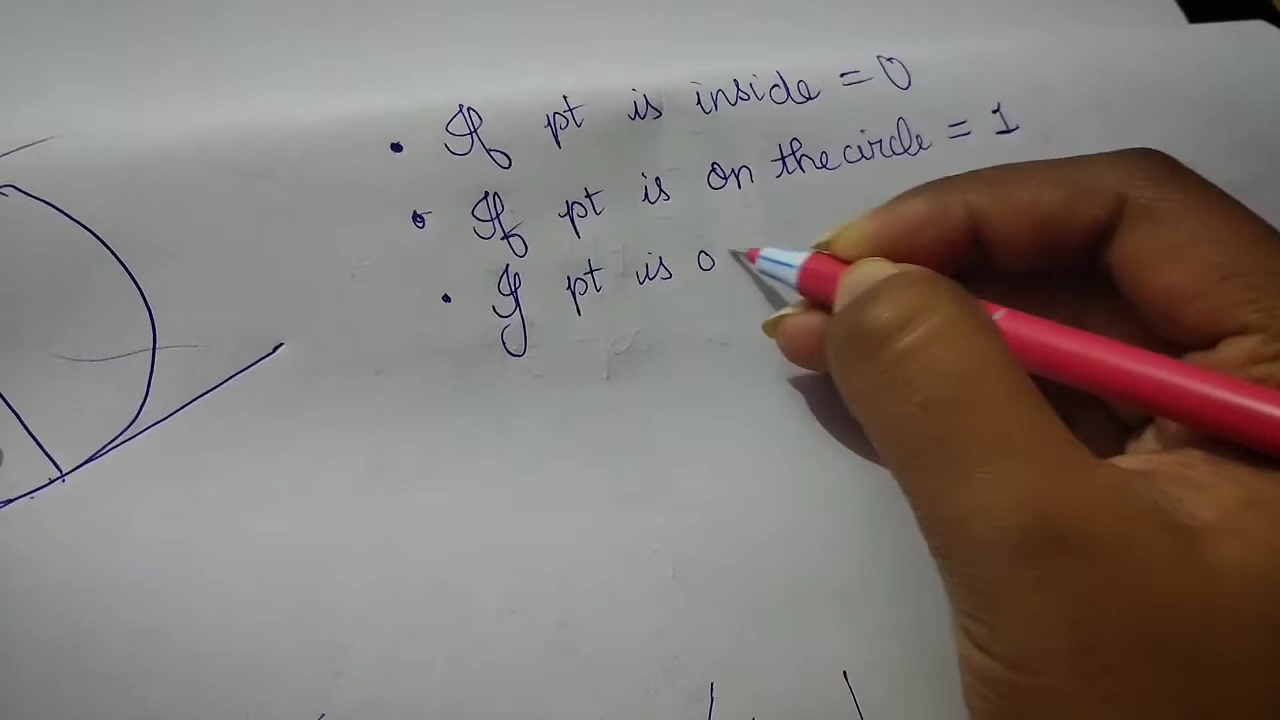 • If pt is inside = 0
• If pt is on the circle = 1
• If pt is o